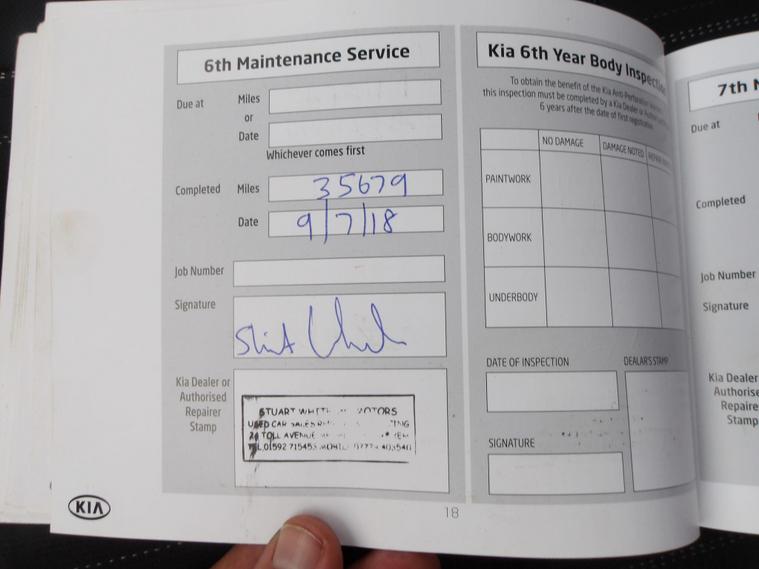 6th Maintenance Service
Due at Miles
or
Date
Whichever comes first
Completed Miles 35679
Date 9/7/18
Job Number
Signature
Kia Dealer or
Authorised
Repairer
Stamp
STUART MOTORS
USED CAR
TOLL AVENUE
TEL 01592
KIA
18
Kia 6th Year Body Inspection
To obtain the benefit of the Kia Anti-Perforation
this inspection must be completed by a Kia Dealer or
6 years after the date of first registration
NO DAMAGE DAMAGE NOTED
PAINTWORK
BODYWORK
UNDERBODY
DATE OF INSPECTION DEALER'S STAMP
SIGNATURE
7th
Due at
Completed
Job Number
Signature
Kia Dealer
Authorise
Repaire
Stamp